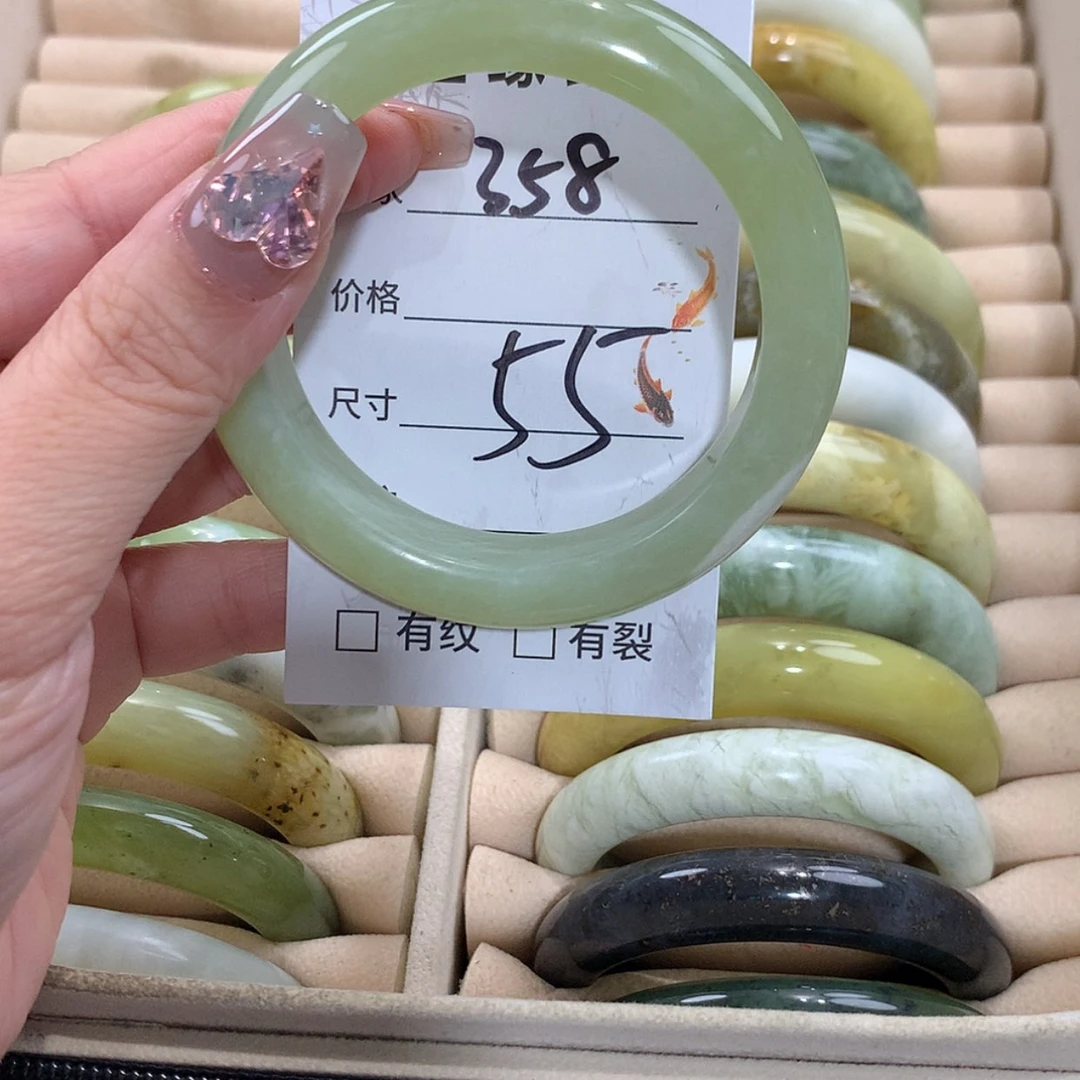 358
价格
尺寸 55
□ 有纹 □ 有裂